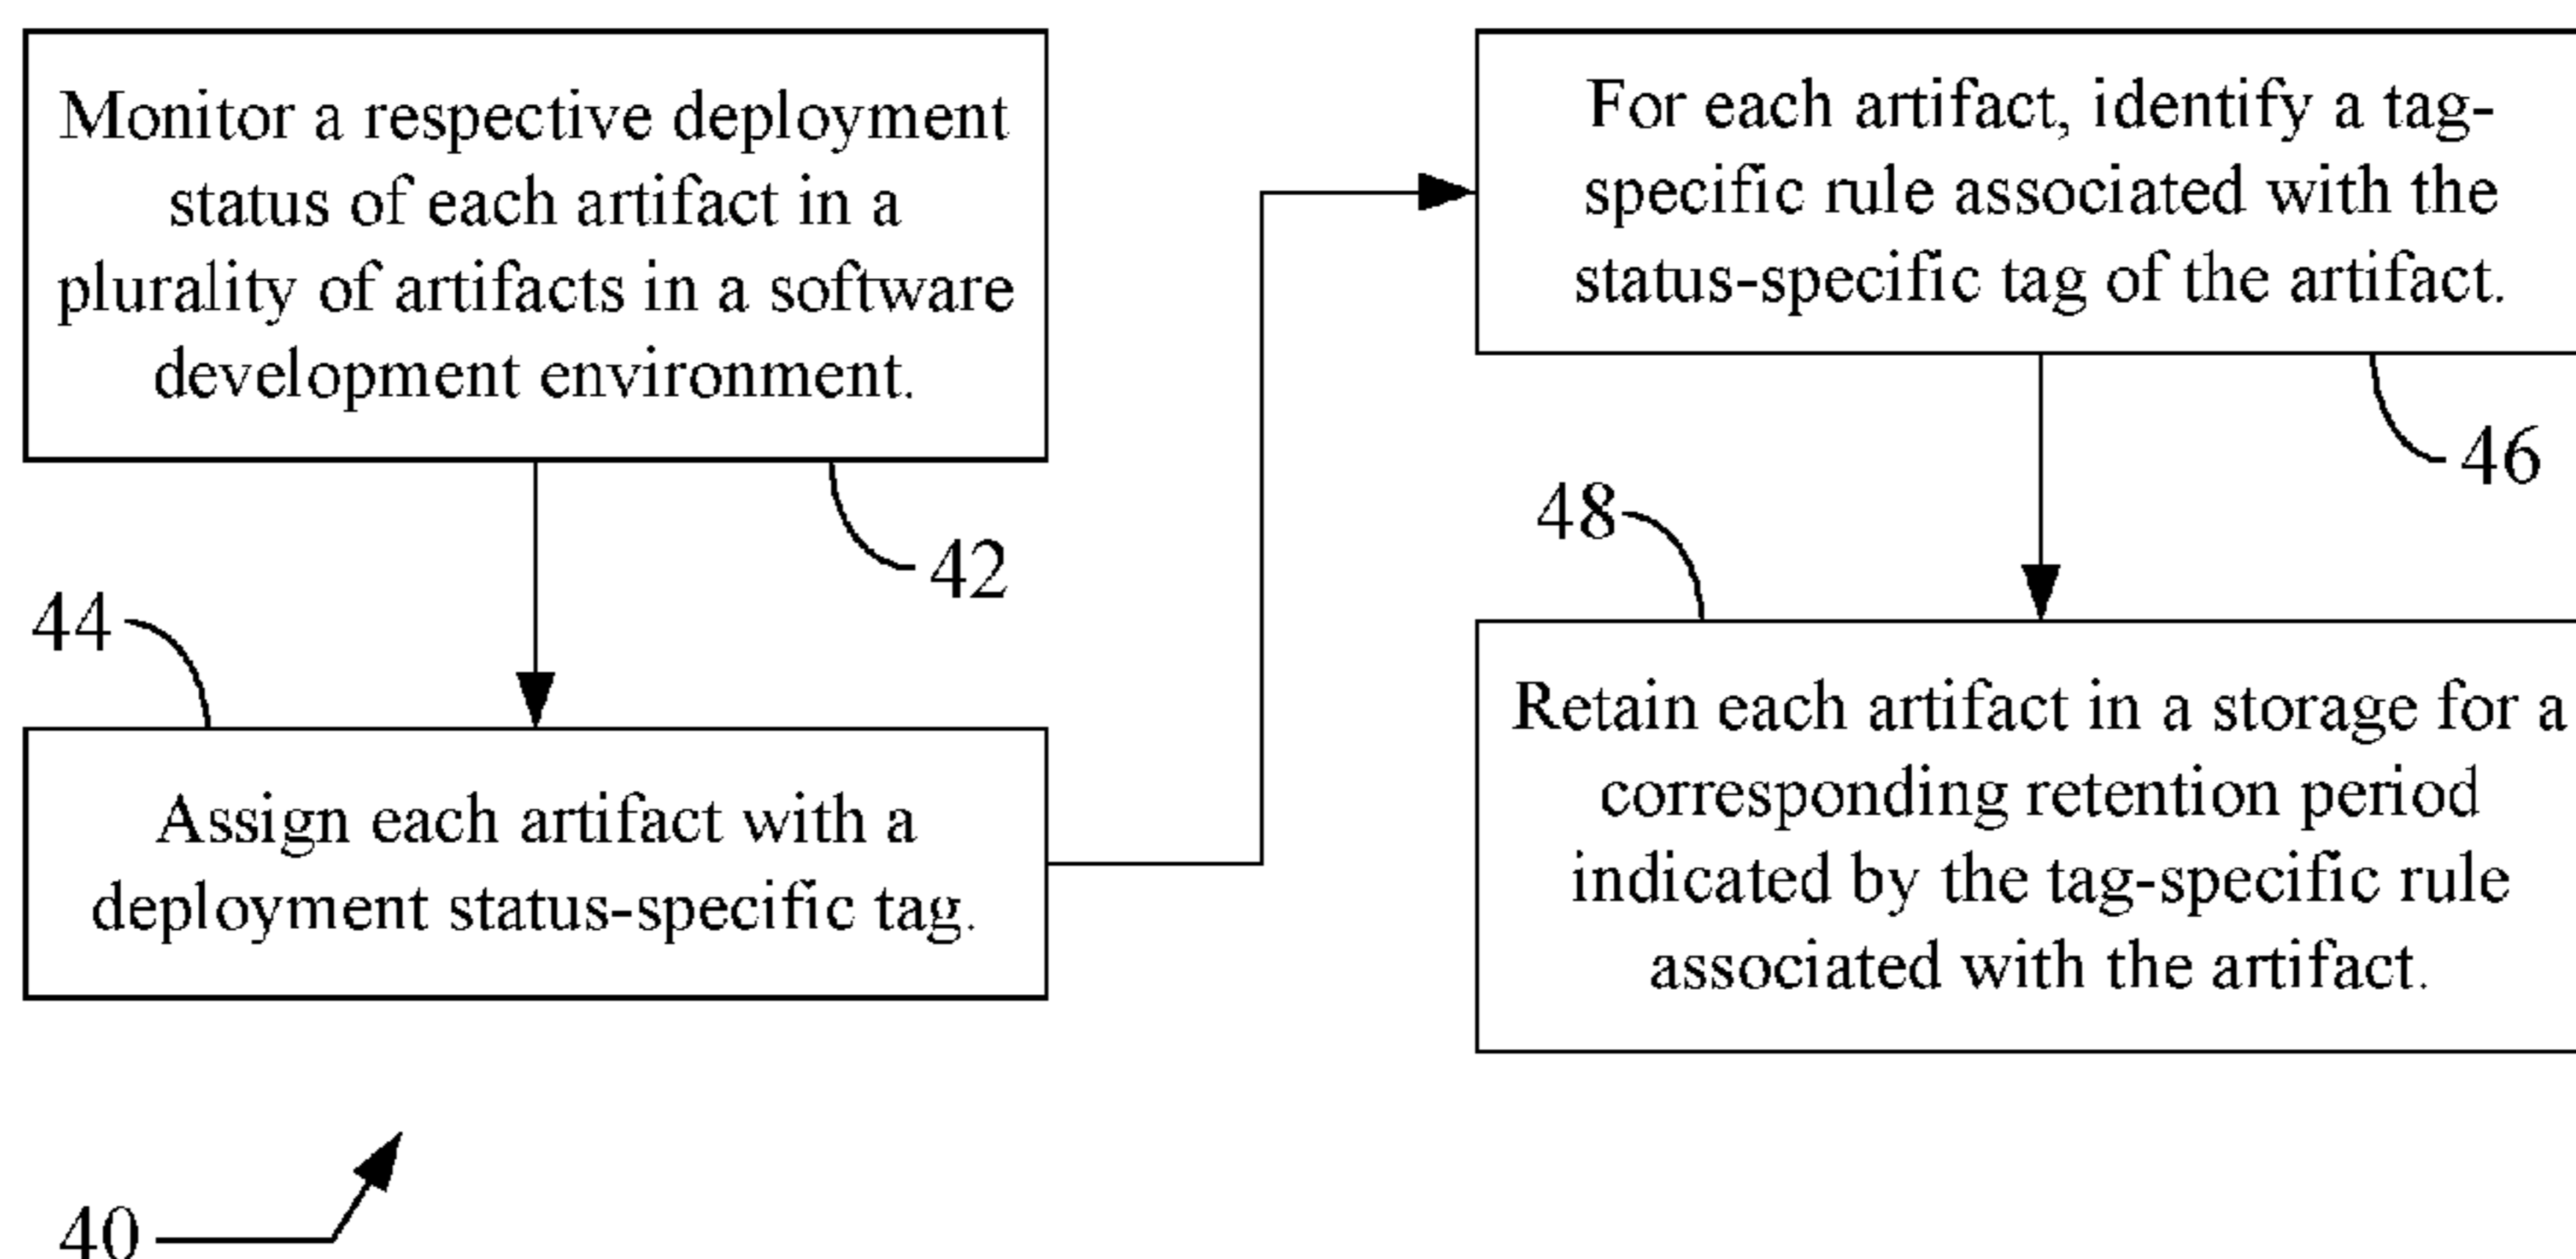 Monitor a respective deployment
status of each artifact in a
plurality of artifacts in a software
development environment.
42
44
Assign each artifact with a
deployment status-specific tag.
For each artifact, identify a tag-
specific rule associated with the
status-specific tag of the artifact.
46
48
Retain each artifact in a storage for a
corresponding retention period
indicated by the tag-specific rule
associated with the artifact.
40